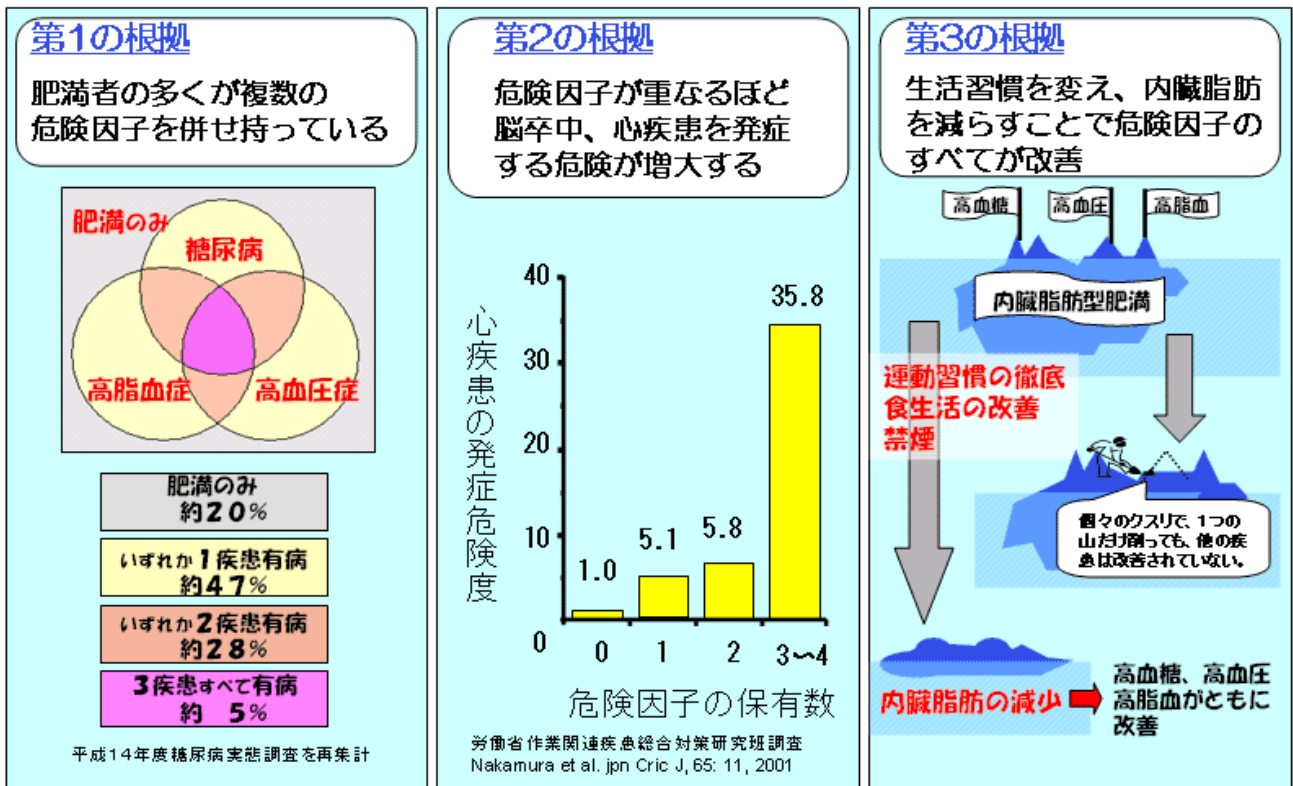 第1の根拠
肥満者の多くが複数の
危険因子を併せ持っている
肥満のみ
糖尿病
高脂血症
高血圧症
肥満のみ
約20%
いずれか1疾患有病
約47%
いずれか2疾患有病
約28%
3疾患すべて有病
約 5%
平成14年度糖尿病実態調査を再集計
第2の根拠
危険因子が重なるほど
脳卒中、心疾患を発症
する危険が増大する
心疾患の発症危険度
40
30
20
10
0
1.0
5.1
5.8
35.8
0
1
2
3〜4
危険因子の保有数
労働省作業関連疾患総合対策研究班調査
Nakamura et al. jpn Cric J, 65: 11, 2001
第3の根拠
生活習慣を変え、内臓脂肪
を減らすことで危険因子の
すべてが改善
高血糖
高血圧
高脂血
内臓脂肪型肥満
運動習慣の徹底
食生活の改善
禁煙
個々のクスリで、1つの
山だけ削っても、他の疾
患は改善されていない。
内臓脂肪の減少
高血糖、高血圧
高脂血がともに
改善